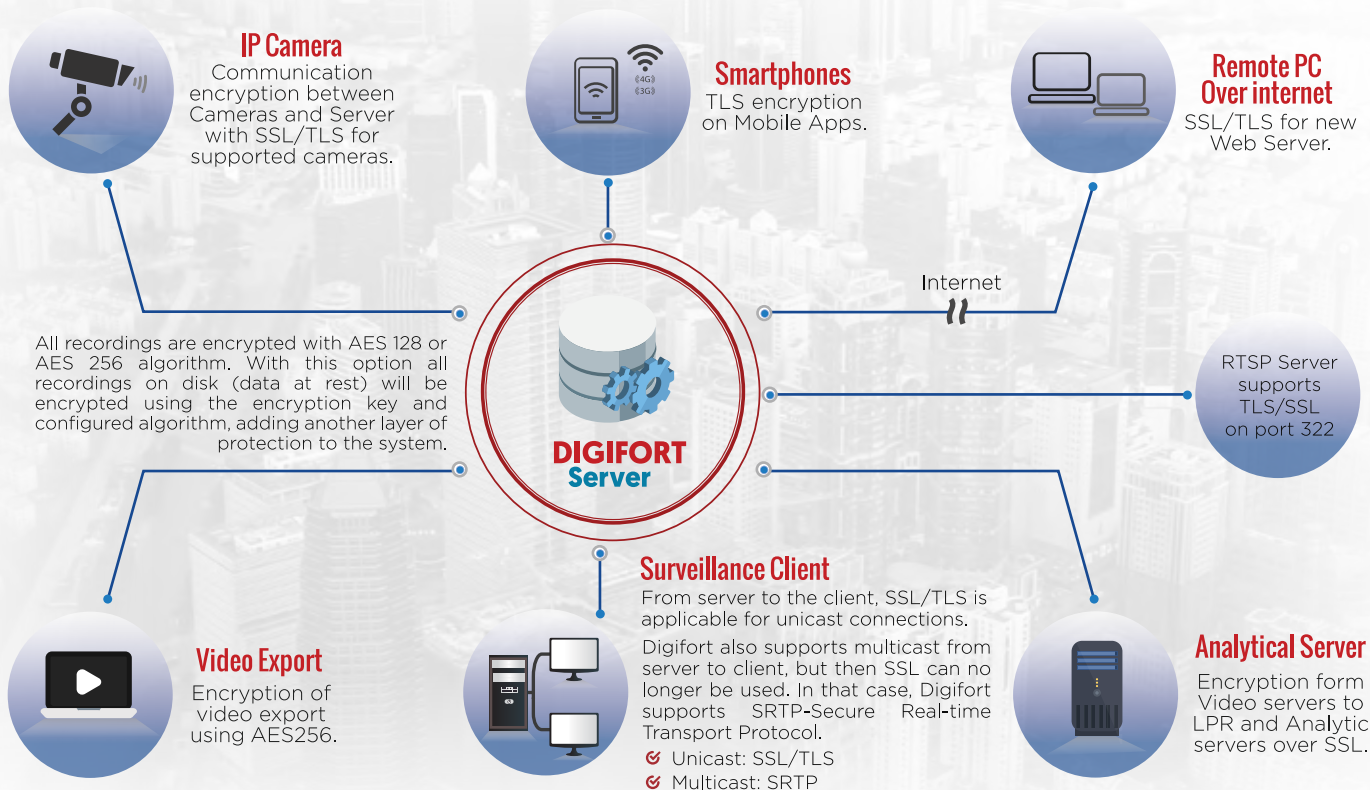 IP Camera
Communication
encryption between
Cameras and Server
with SSL/TLS for
supported cameras.
((4G))
((3G))
Smartphones
TLS encryption
on Mobile Apps.
Remote PC
Over internet
SSL/TLS for new
Web Server.
Internet
All recordings are encrypted with AES 128 or
AES 256 algorithm. With this option all
recordings on disk (data at rest) will be
encrypted using the encryption key and
configured algorithm, adding another layer of
protection to the system.
DIGIFORT
Server
RTSP Server
supports
TLS/SSL
on port 322
Video Export
Encryption of
video export
using AES256.
Surveillance Client
From server to the client, SSL/TLS is
applicable for unicast connections.
Digifort also supports multicast from
server to client, but then SSL can no
longer be used. In that case, Digifort
supports SRTP-Secure Real-time
Transport Protocol.
Unicast: SSL/TLS
Multicast: SRTP
Analytical Server
Encryption form
Video servers to
LPR and Analytic
servers over SSL.